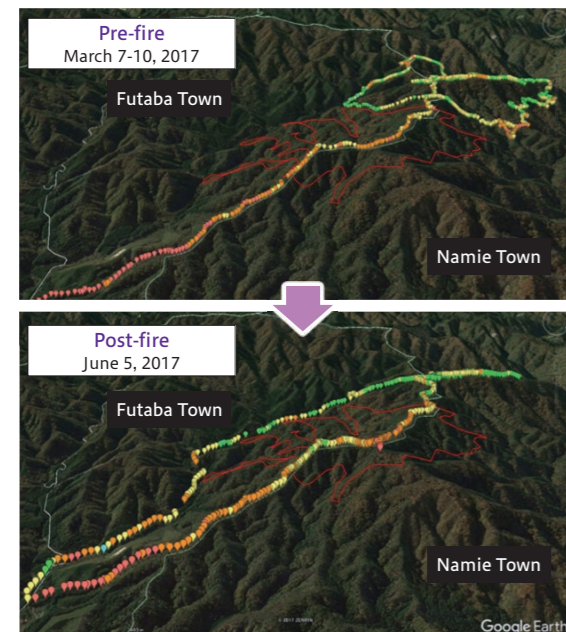 Pre-fire
March 7-10, 2017
Futaba Town
Namie Town
Post-fire
June 5, 2017
Futaba Town
Namie Town
Google Earth